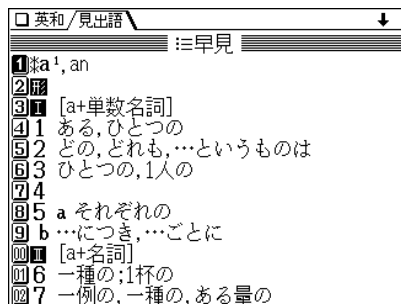 英和/見出語
早見
1 *a¹, an
2 形
3 I [a+単数名詞]
4 1 ある,ひとつの
5 2 どの,どれも,…というものは
6 3 ひとつの,1人の
7 4
8 5 a それぞれの
9 b …につき,…ごとに
00 II [a+名詞]
01 6 一種の;1杯の
02 7 一例の,一種の,ある量の